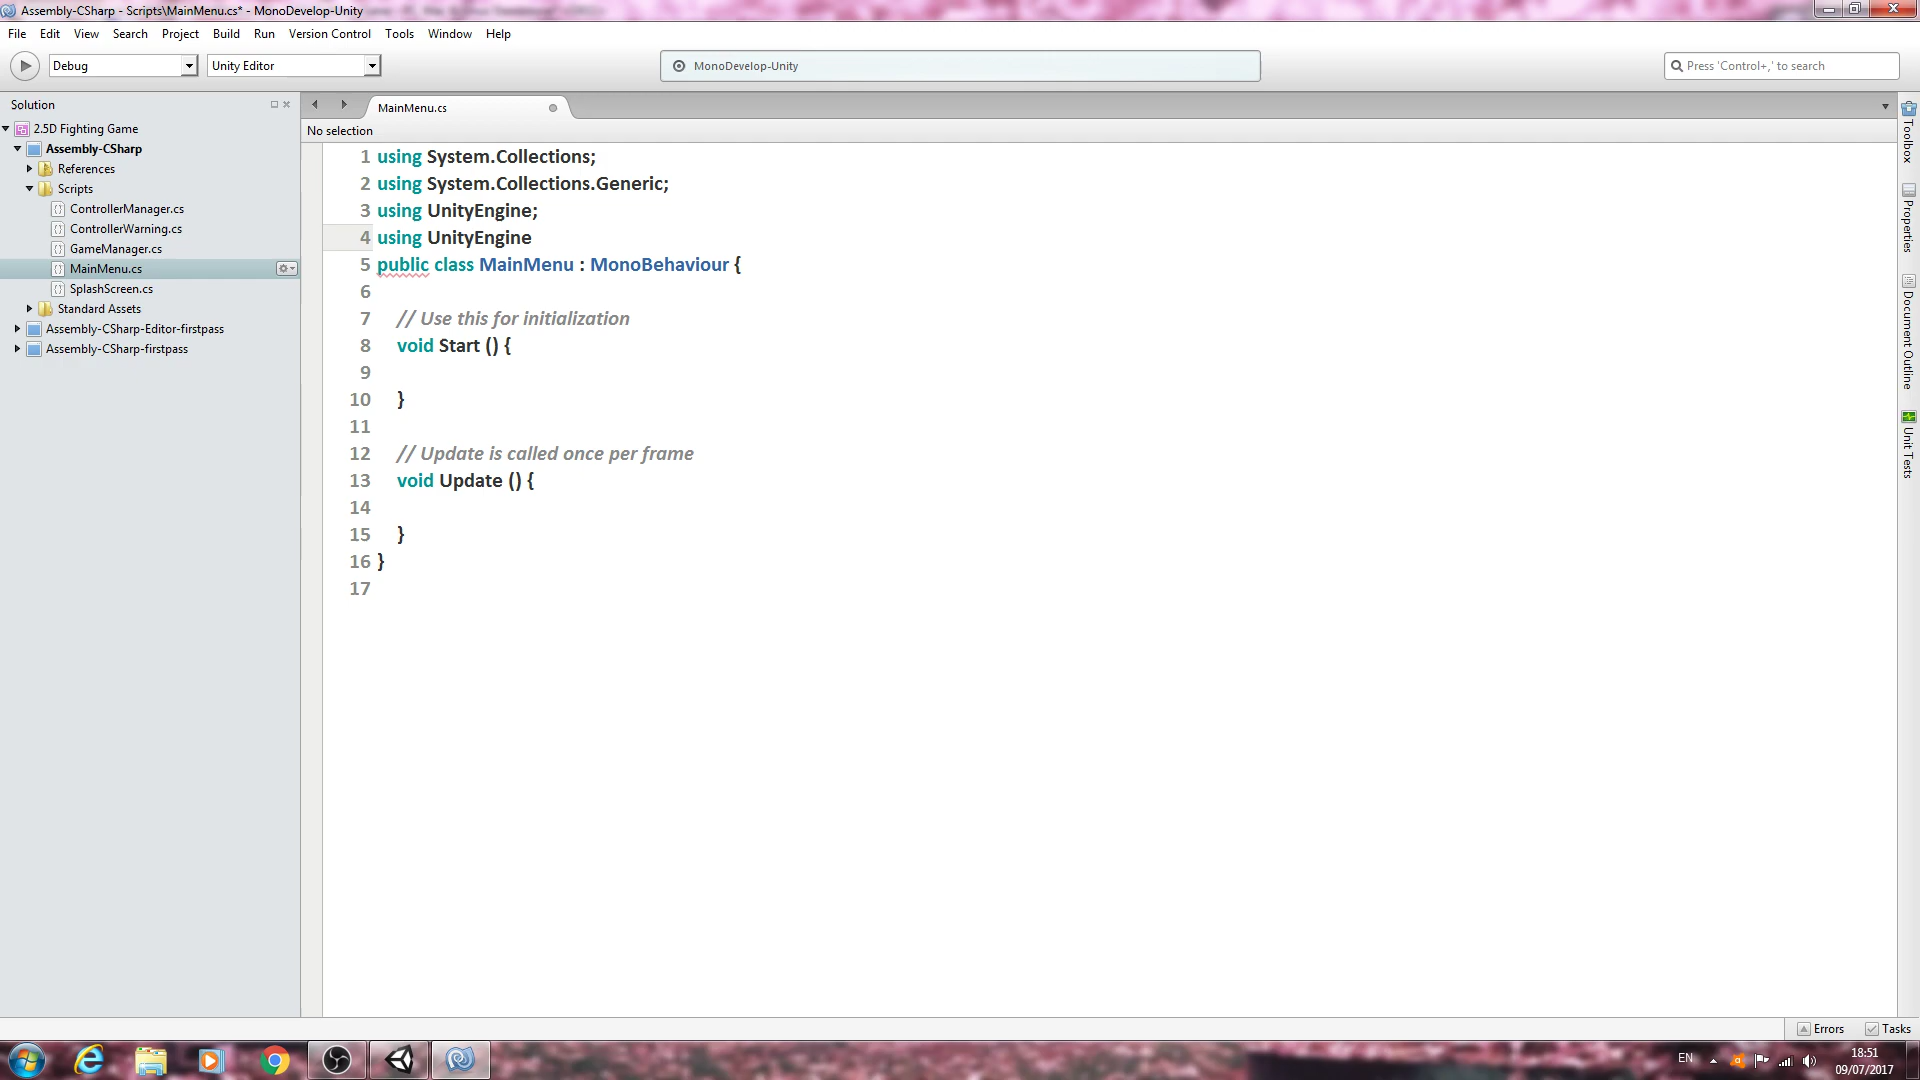 Assembly-CSharp - Scripts\MainMenu.cs* - MonoDevelop-Unity
File Edit View Search Project Build Run Version Control Tools Window Help
Debug Unity Editor MonoDevelop-Unity Press 'Control+,' to search
Solution
2.5D Fighting Game
Assembly-CSharp
References
Scripts
ControllerManager.cs
ControllerWarning.cs
GameManager.cs
MainMenu.cs
SplashScreen.cs
Standard Assets
Assembly-CSharp-Editor-firstpass
Assembly-CSharp-firstpass
MainMenu.cs
No selection
1 using System.Collections;
2 using System.Collections.Generic;
3 using UnityEngine;
4 using UnityEngine
5 public class MainMenu : MonoBehaviour {
6
7 // Use this for initialization
8 void Start () {
9
10 }
11
12 // Update is called once per frame
13 void Update () {
14
15 }
16 }
17
Toolbox
Properties
Document Outline
Unit Tests
Errors Tasks
EN
18:51
09/07/2017